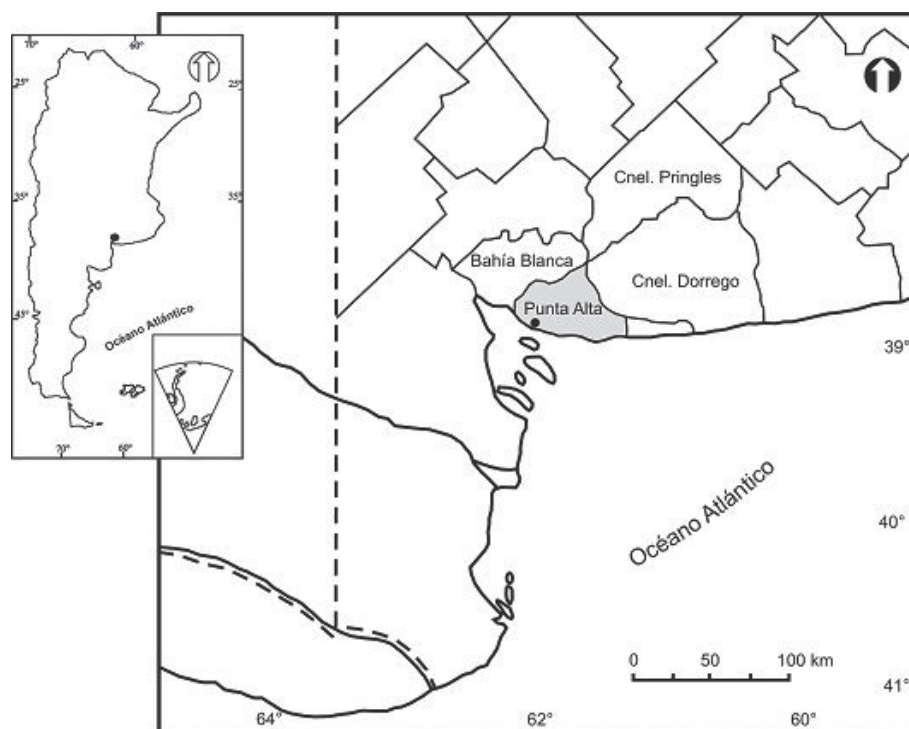 70°
60°
25°
25°
35°
35°
45°
Océano Atlántico
70°
60°
Cnel. Pringles
Bahía Blanca
Cnel. Dorrego
Punta Alta
39°
Océano Atlántico
40°
0
50
100 km
41°
64°
62°
60°